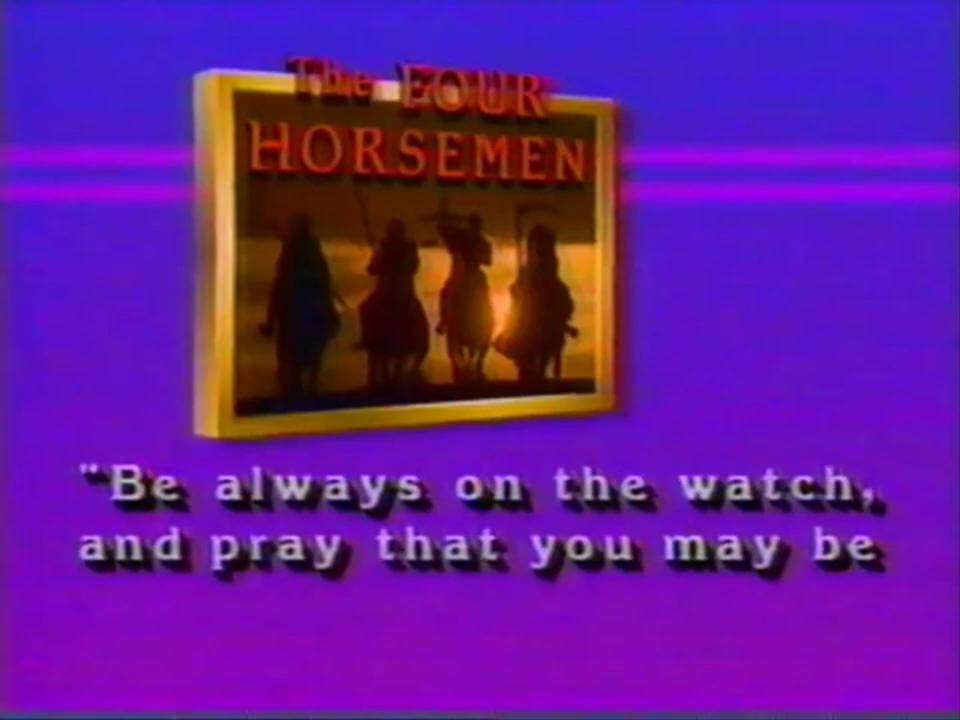 The FOUR
HORSEMEN
"Be always on the watch,
and pray that you may be